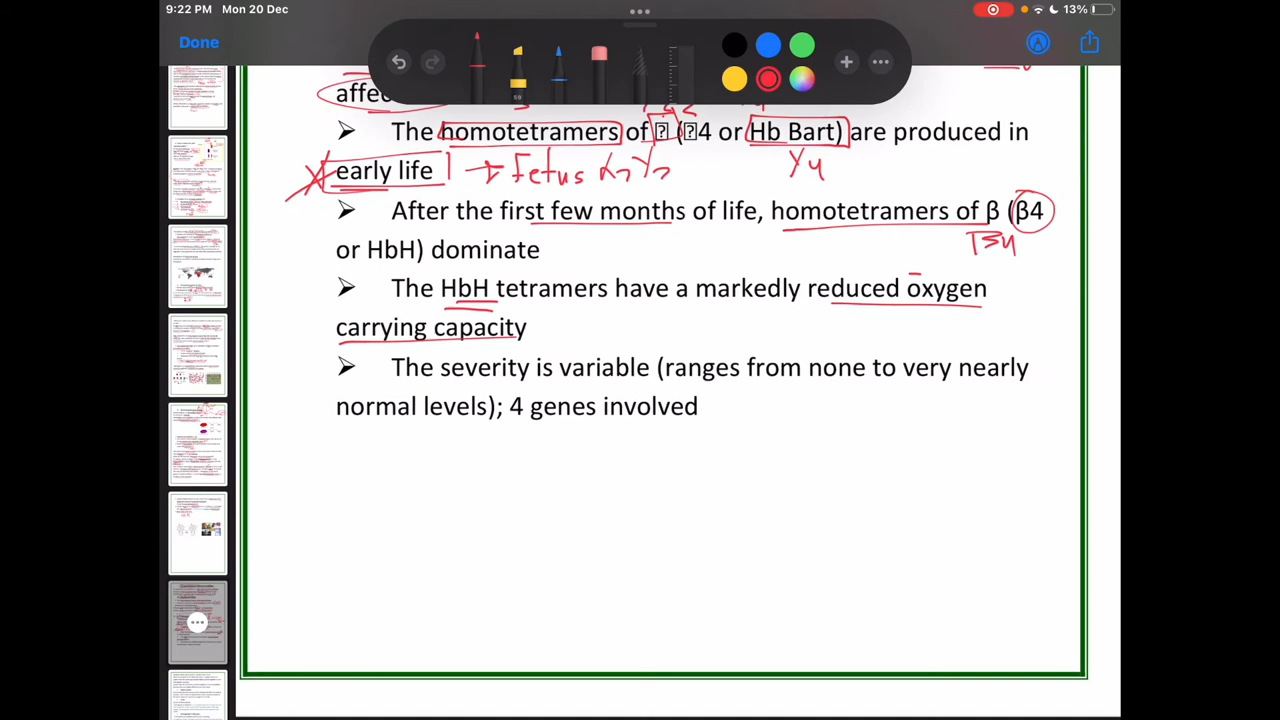 9:22 PM Mon 20 Dec
13%
Done
affe
➤ The homotetramers of ⍰ (⍰4 or Hb Bart) are produced in
early life → Fetus
γ4
➤ After the first few months of life, homotetramers of β (β4
or HbH) dominate
β4
➤ The HbH tetramers have a markedly reduced oxygen
carrying capacity
➤ The severity is variable (ranges from none to very nearly
normal levels); 4 genes involved